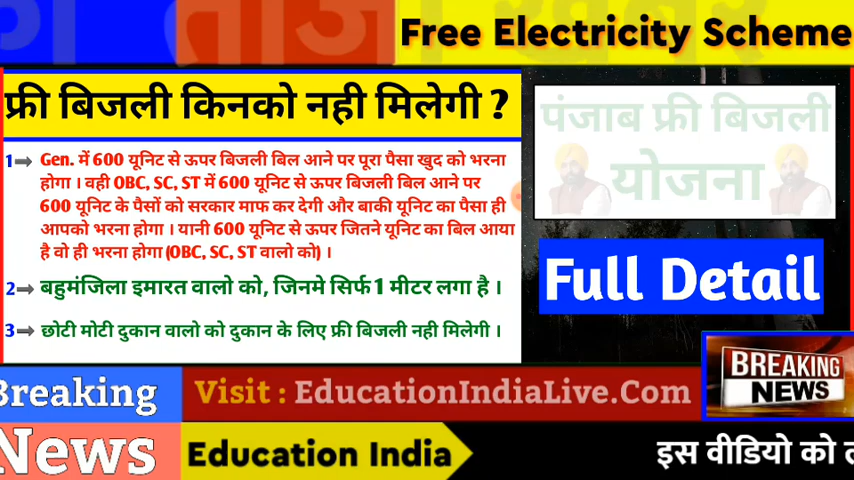 ताजा खबर
Free Electricity Scheme
फ्री बिजली किनको नही मिलेगी ?
1➡ Gen. में 600 यूनिट से ऊपर बिजली बिल आने पर पूरा पैसा खुद को भरना
होगा । वही OBC, SC, ST में 600 यूनिट से ऊपर बिजली बिल आने पर
600 यूनिट के पैसों को सरकार माफ कर देगी और बाकी यूनिट का पैसा ही
आपको भरना होगा । यानी 600 यूनिट से ऊपर जितने यूनिट का बिल आया
है वो ही भरना होगा (OBC, SC, ST वालो को) ।
2➡ बहुमंजिला इमारत वालो को, जिनमे सिर्फ 1 मीटर लगा है ।
3➡ छोटी मोटी दुकान वालो को दुकान के लिए फ्री बिजली नही मिलेगी ।
पंजाब फ्री बिजली
योजना
Full Detail
BREAKING
NEWS
Breaking
News
Visit : EducationIndiaLive.Com
Education India
इस वीडियो को